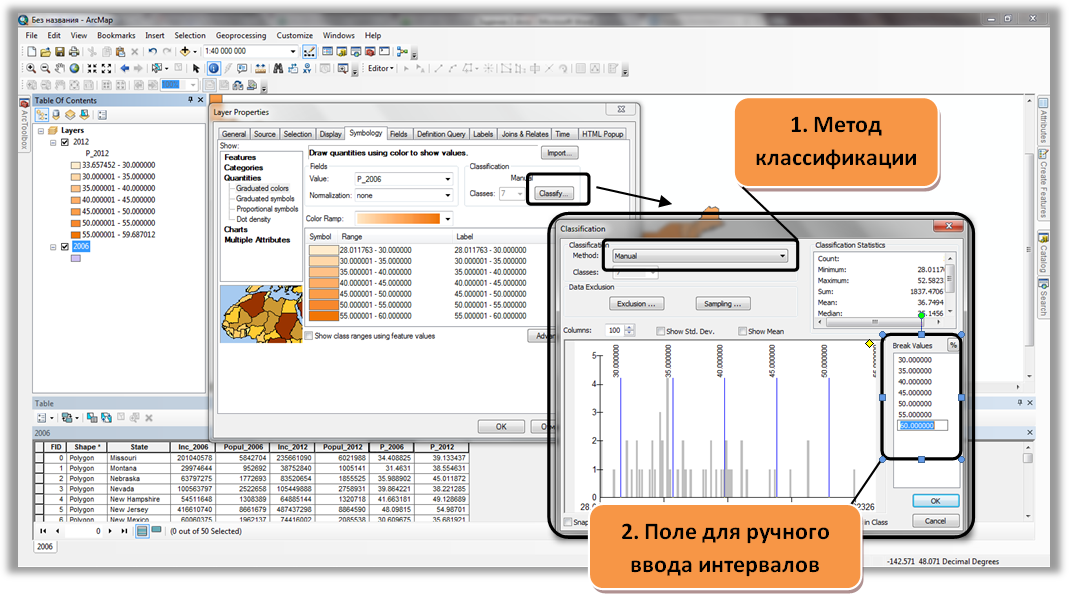 Без названия - ArcMap
File Edit View Bookmarks Insert Selection Geoprocessing Customize Windows Help
1:40 000 000
Editor
100%
Table Of Contents
Layers
2012
P_2012
33.657452 - 30.000000
30.000001 - 35.000000
35.000001 - 40.000000
40.000001 - 45.000000
45.000001 - 50.000000
50.000001 - 55.000000
55.000001 - 59.687012
2006
ArcToolbox
Layer Properties
General Source Selection Display Symbology Fields Definition Query Labels Joins & Relates Time HTML Popup
Show:
Features
Categories
Quantities
Graduated colors
Graduated symbols
Proportional symbols
Dot density
Charts
Multiple Attributes
Draw quantities using color to show values.
Import...
Fields
Value: P_2006
Normalization: none
Classification
Manual
Classes: 7
Classify...
Color Ramp:
Symbol Range Label
28.011763 - 30.000000 28.011763 - 30.000000
30.000001 - 35.000000 30.000001 - 35.000000
35.000001 - 40.000000 35.000001 - 40.000000
40.000001 - 45.000000 40.000001 - 45.000000
45.000001 - 50.000000 45.000001 - 50.000000
50.000001 - 55.000000 50.000001 - 55.000000
55.000001 - 60.000000 55.000001 - 60.000000
Show class ranges using feature values
OK
1. Метод
классификации
Classification
Classification
Method: Manual
Classes: 7
Data Exclusion
Exclusion ...
Sampling ...
Classification Statistics
Count:
Minimum: 28.0117
Maximum: 52.5823
Sum: 1837.4706
Mean: 36.7494
Median:
Columns: 100
Show Std. Dev.
Show Mean
Break Values
%
30.000000
35.000000
40.000000
45.000000
50.000000
55.000000
60.000000
30.000000 35.000000 40.000000 45.000000 50.000000
5
4
3
2
1
0
in Class
OK
Cancel
2. Поле для ручного
ввода интервалов
Attributes
Create Features
Catalog
Search
Table
2006
FID Shape * State Inc_2006 Popul_2006 Inc_2012 Popul_2012 P_2006 P_2012
0 Polygon Missouri 201040578 5842704 235661090 6021988 34.408825 39.133437
1 Polygon Montana 29974644 952692 38752840 1005141 31.4631 38.554631
2 Polygon Nebraska 63797275 1772693 83520654 1855525 35.988902 45.011872
3 Polygon Nevada 100563797 2522658 105449888 2758931 39.864221 38.221285
4 Polygon New Hampshire 54511648 1308389 64885144 1320718 41.663181 49.128689
5 Polygon New Jersey 416610740 8661679 487437298 8864590 48.09815 54.98701
6 Polygon New Mexico 60060375 1962137 74416002 2085538 30.609675 35.681921
0
(0 out of 50 Selected)
2006
-142.571 48.071 Decimal Degrees